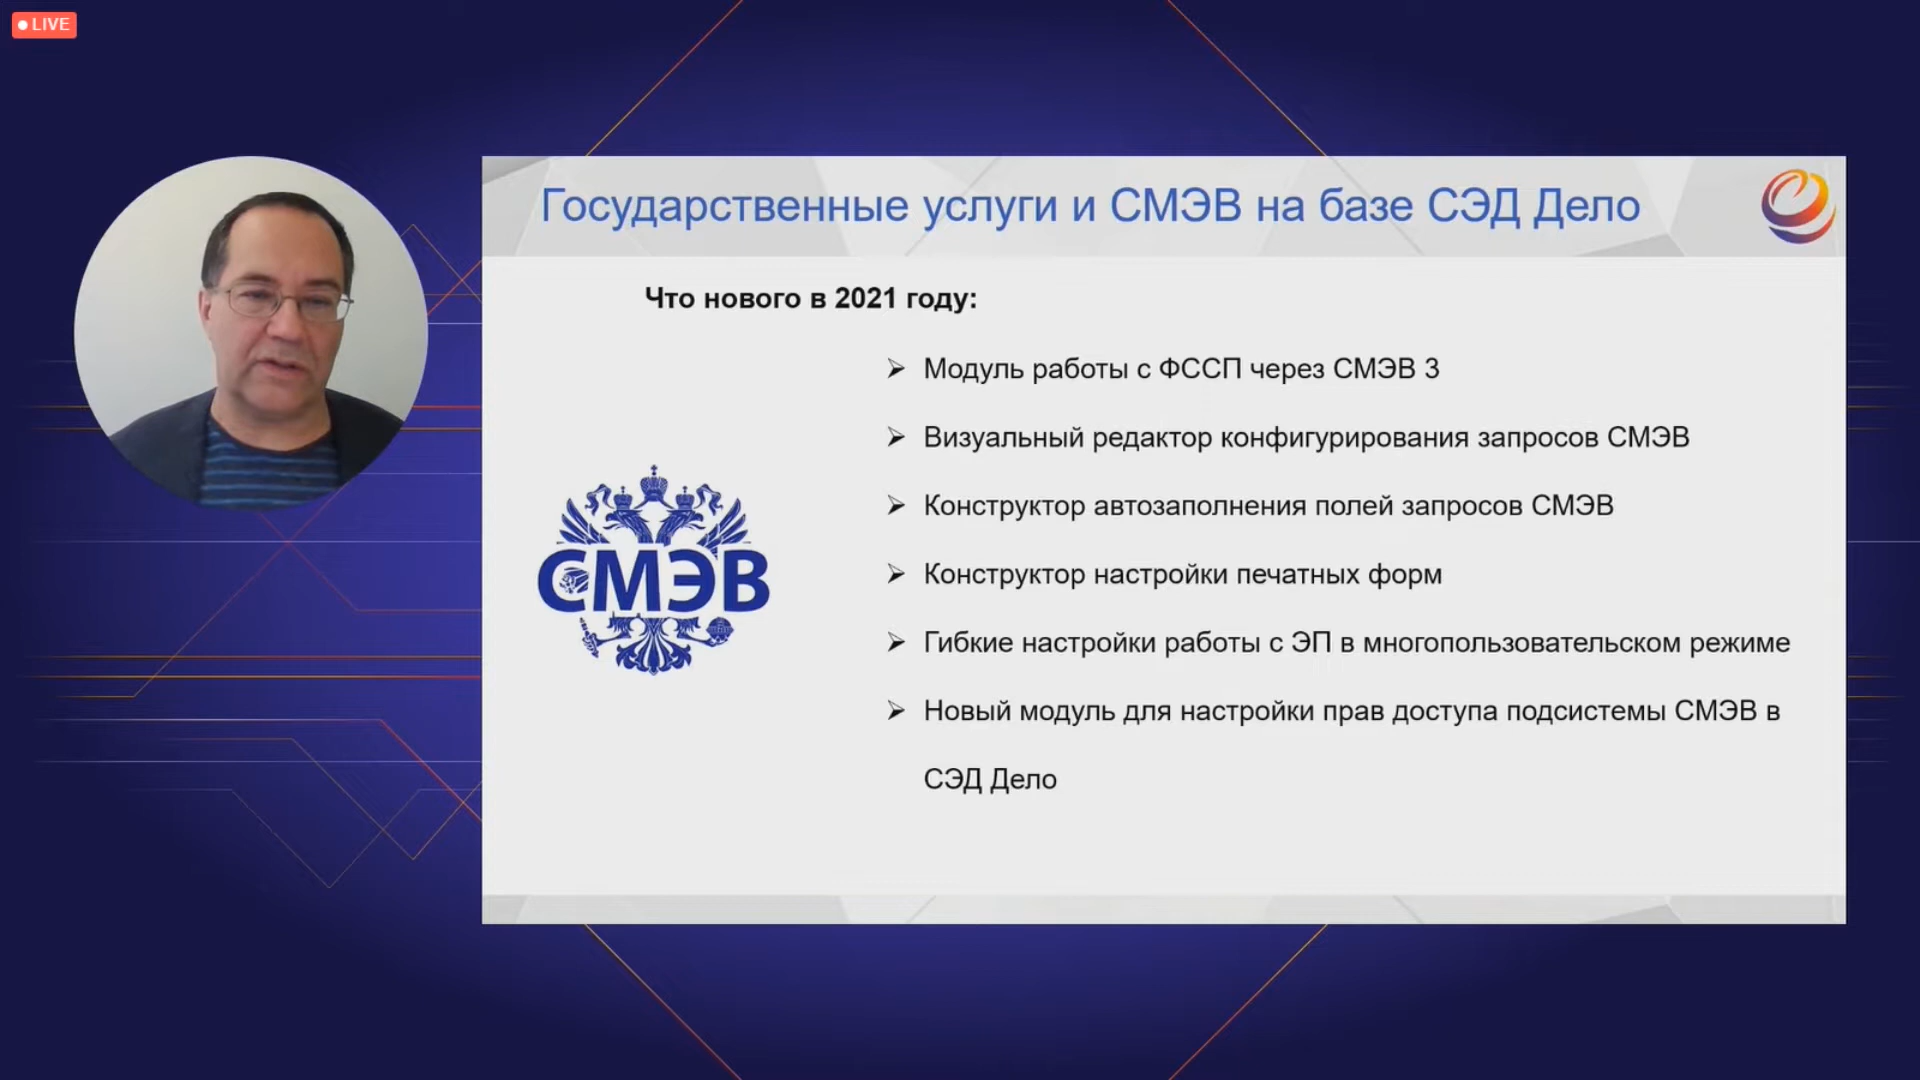 LIVE
Государственные услуги и СМЭВ на базе СЭД Дело
Что нового в 2021 году:
➢ Модуль работы с ФССП через СМЭВ 3
➢ Визуальный редактор конфигурирования запросов СМЭВ
➢ Конструктор автозаполнения полей запросов СМЭВ
➢ Конструктор настройки печатных форм
➢ Гибкие настройки работы с ЭП в многопользовательском режиме
➢ Новый модуль для настройки прав доступа подсистемы СМЭВ в
СЭД Дело
СМЭВ